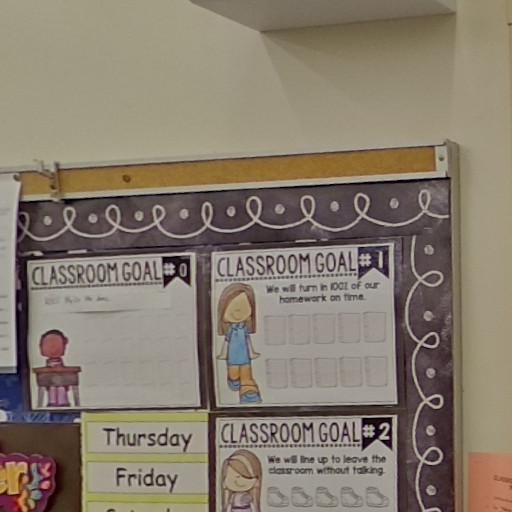 CLASSROOM GOAL #0
CLASSROOM GOAL #1
We will turn in 100% of our
homework on time.
Thursday
Friday
CLASSROOM GOAL #2
We will line up to leave the
classroom without talking.